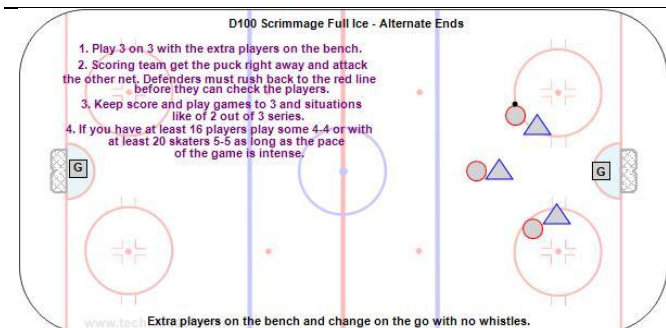 D100 Scrimmage Full Ice - Alternate Ends
1. Play 3 on 3 with the extra players on the bench.
2. Scoring team get the puck right away and attack
the other net. Defenders must rush back to the red line
before they can check the players.
3. Keep score and play games to 3 and situations
like of 2 out of 3 series.
4. If you have at least 16 players play some 4-4 or with
at least 20 skaters 5-5 as long as the pace
of the game is intense.
G
G
www.tech
Extra players on the bench and change on the go with no whistles.